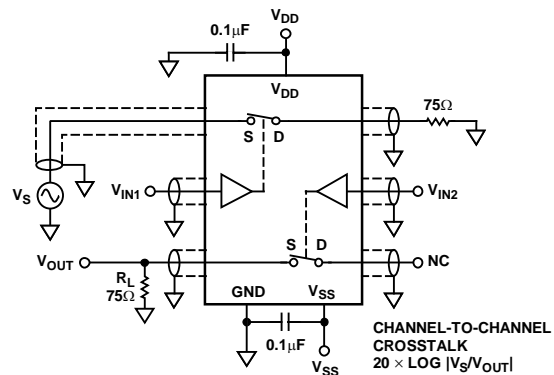 VDD
0.1μF
VDD
S D
75Ω
VS
VIN1
VIN2
S D
VOUT
NC
RL
75Ω
GND
VSS
0.1μF
VSS
CHANNEL-TO-CHANNEL
CROSSTALK
20 × LOG |VS/VOUT|